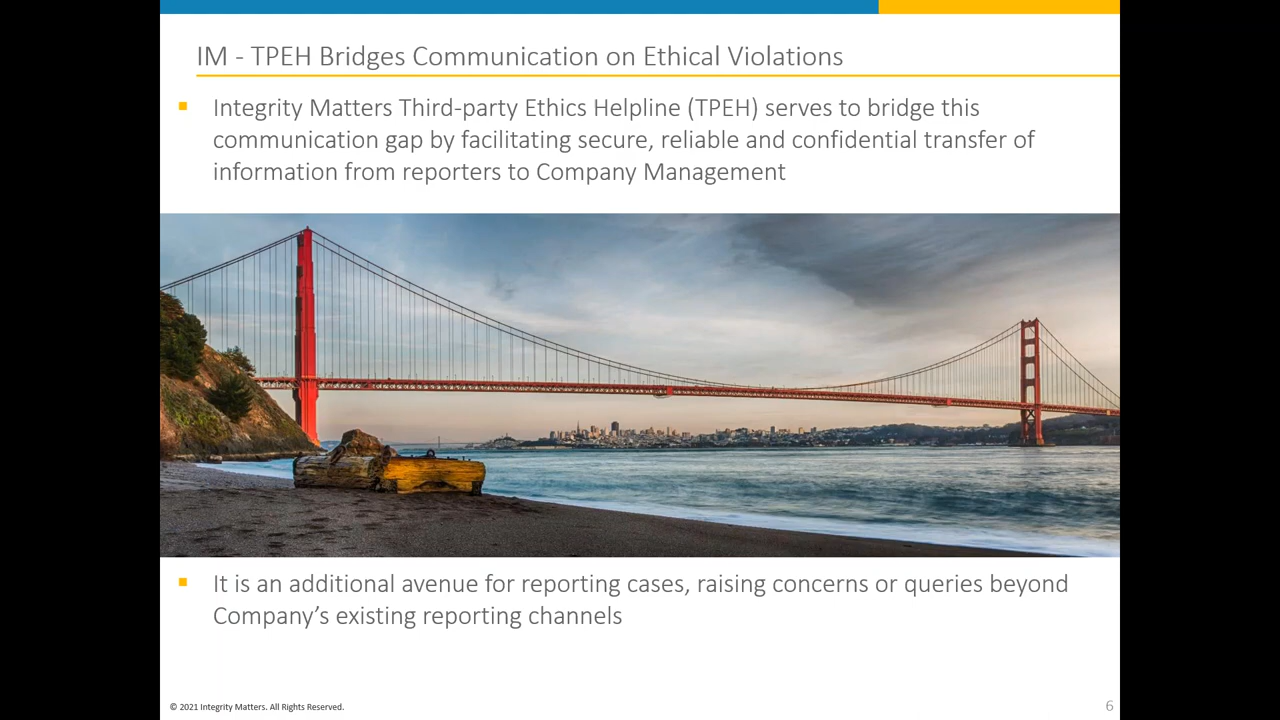 IM - TPEH Bridges Communication on Ethical Violations
Integrity Matters Third-party Ethics Helpline (TPEH) serves to bridge this
communication gap by facilitating secure, reliable and confidential transfer of
information from reporters to Company Management
It is an additional avenue for reporting cases, raising concerns or queries beyond
Company’s existing reporting channels
© 2021 Integrity Matters. All Rights Reserved.
6